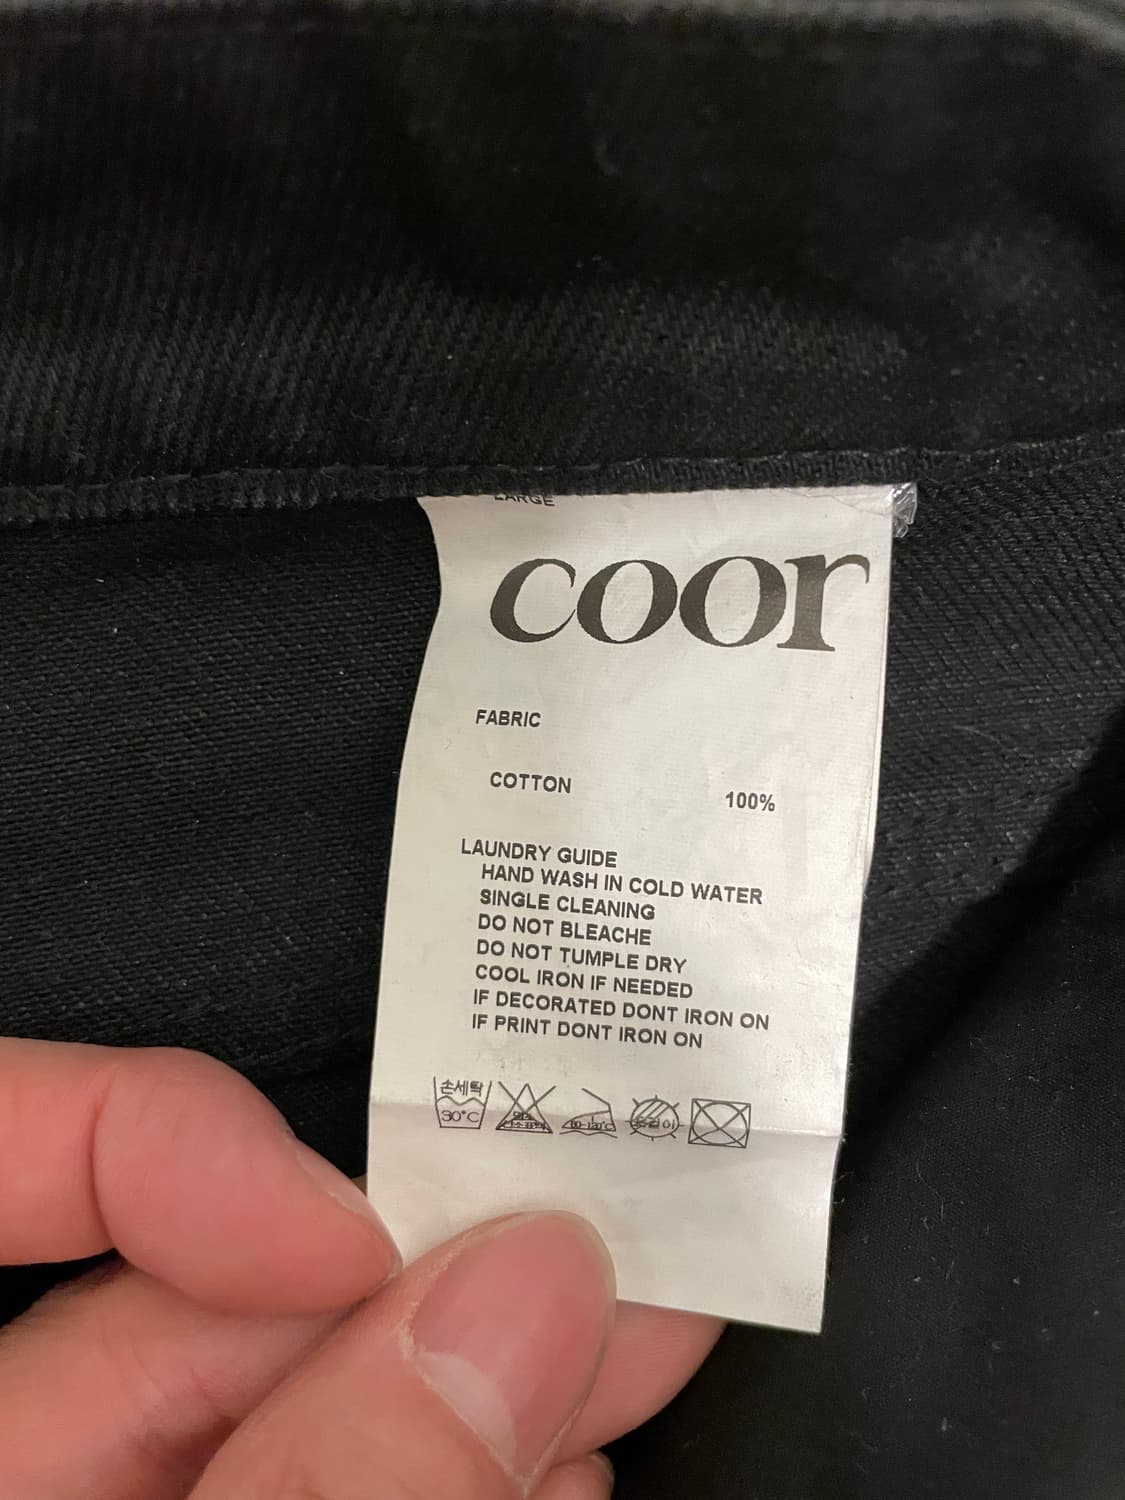 LARGE
coor
FABRIC
COTTON 100%
LAUNDRY GUIDE
HAND WASH IN COLD WATER
SINGLE CLEANING
DO NOT BLEACHE
DO NOT TUMPLE DRY
COOL IRON IF NEEDED
IF DECORATED DONT IRON ON
IF PRINT DONT IRON ON
손세탁
30°C